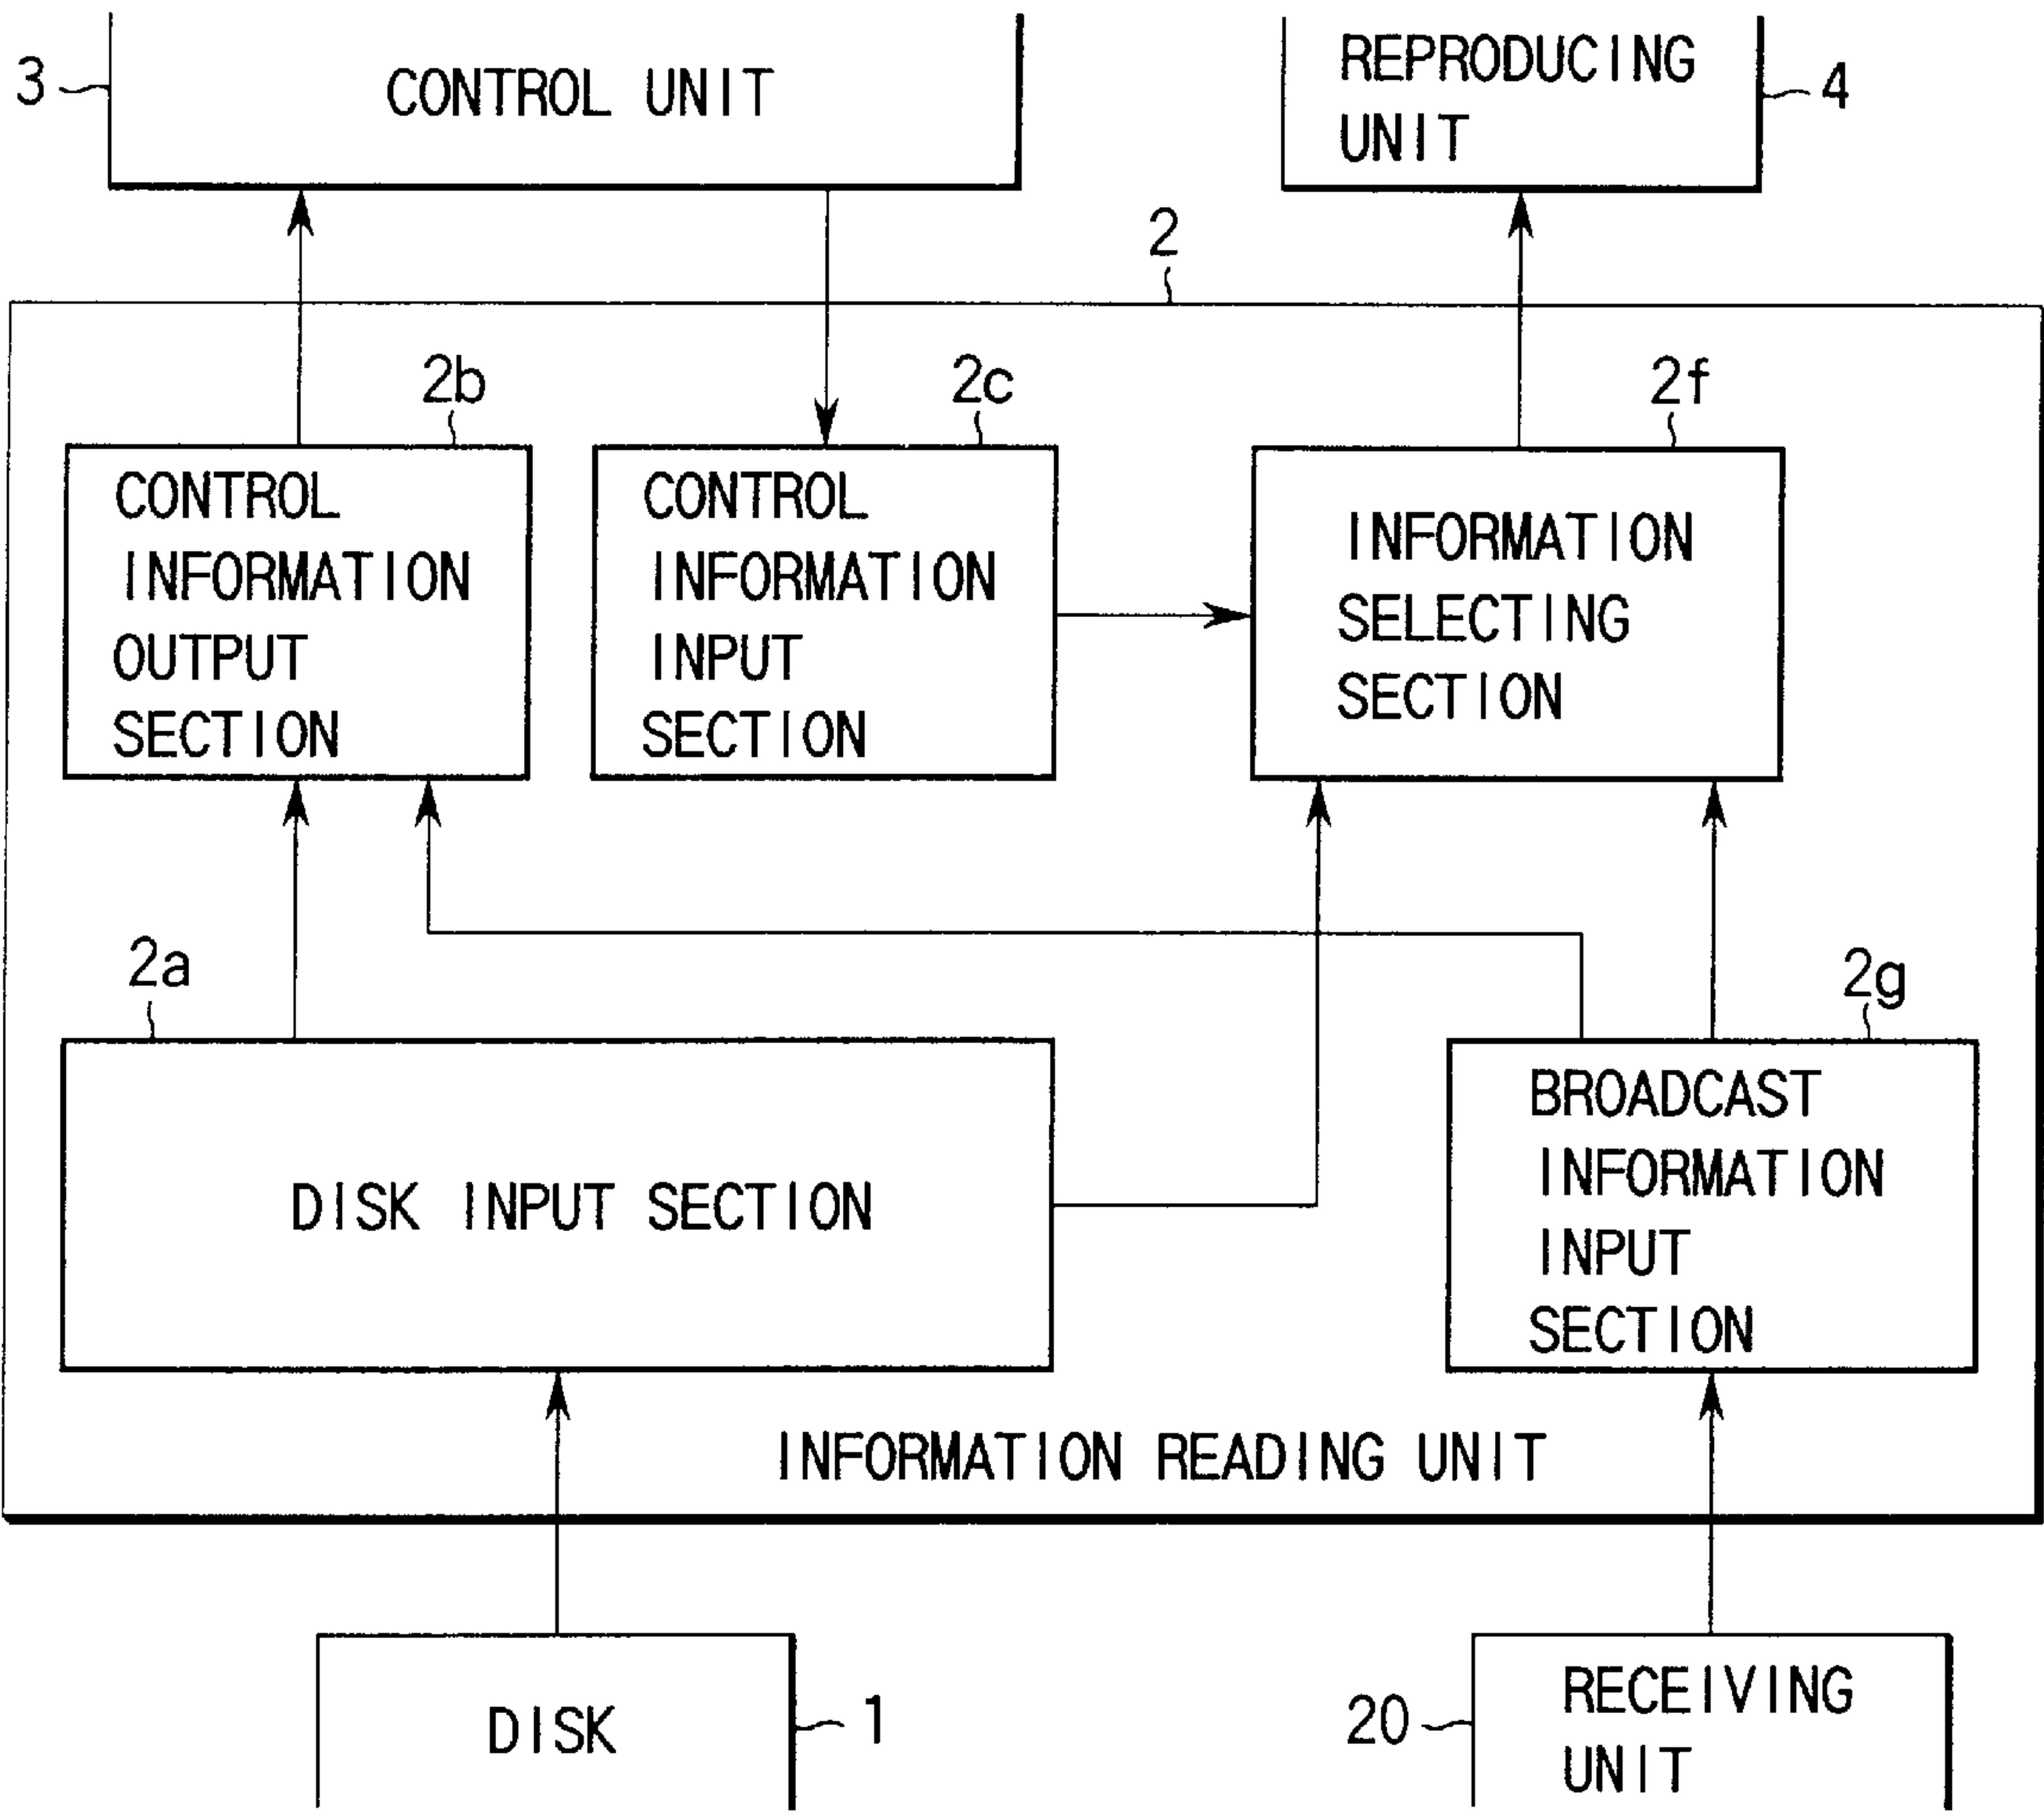 3
CONTROL UNIT
REPRODUCING
UNIT
4
2
2b
CONTROL
INFORMATION
OUTPUT
SECTION
2c
CONTROL
INFORMATION
INPUT
SECTION
2f
INFORMATION
SELECTING
SECTION
2a
DISK INPUT SECTION
2g
BROADCAST
INFORMATION
INPUT
SECTION
INFORMATION READING UNIT
DISK
1
20
RECEIVING
UNIT